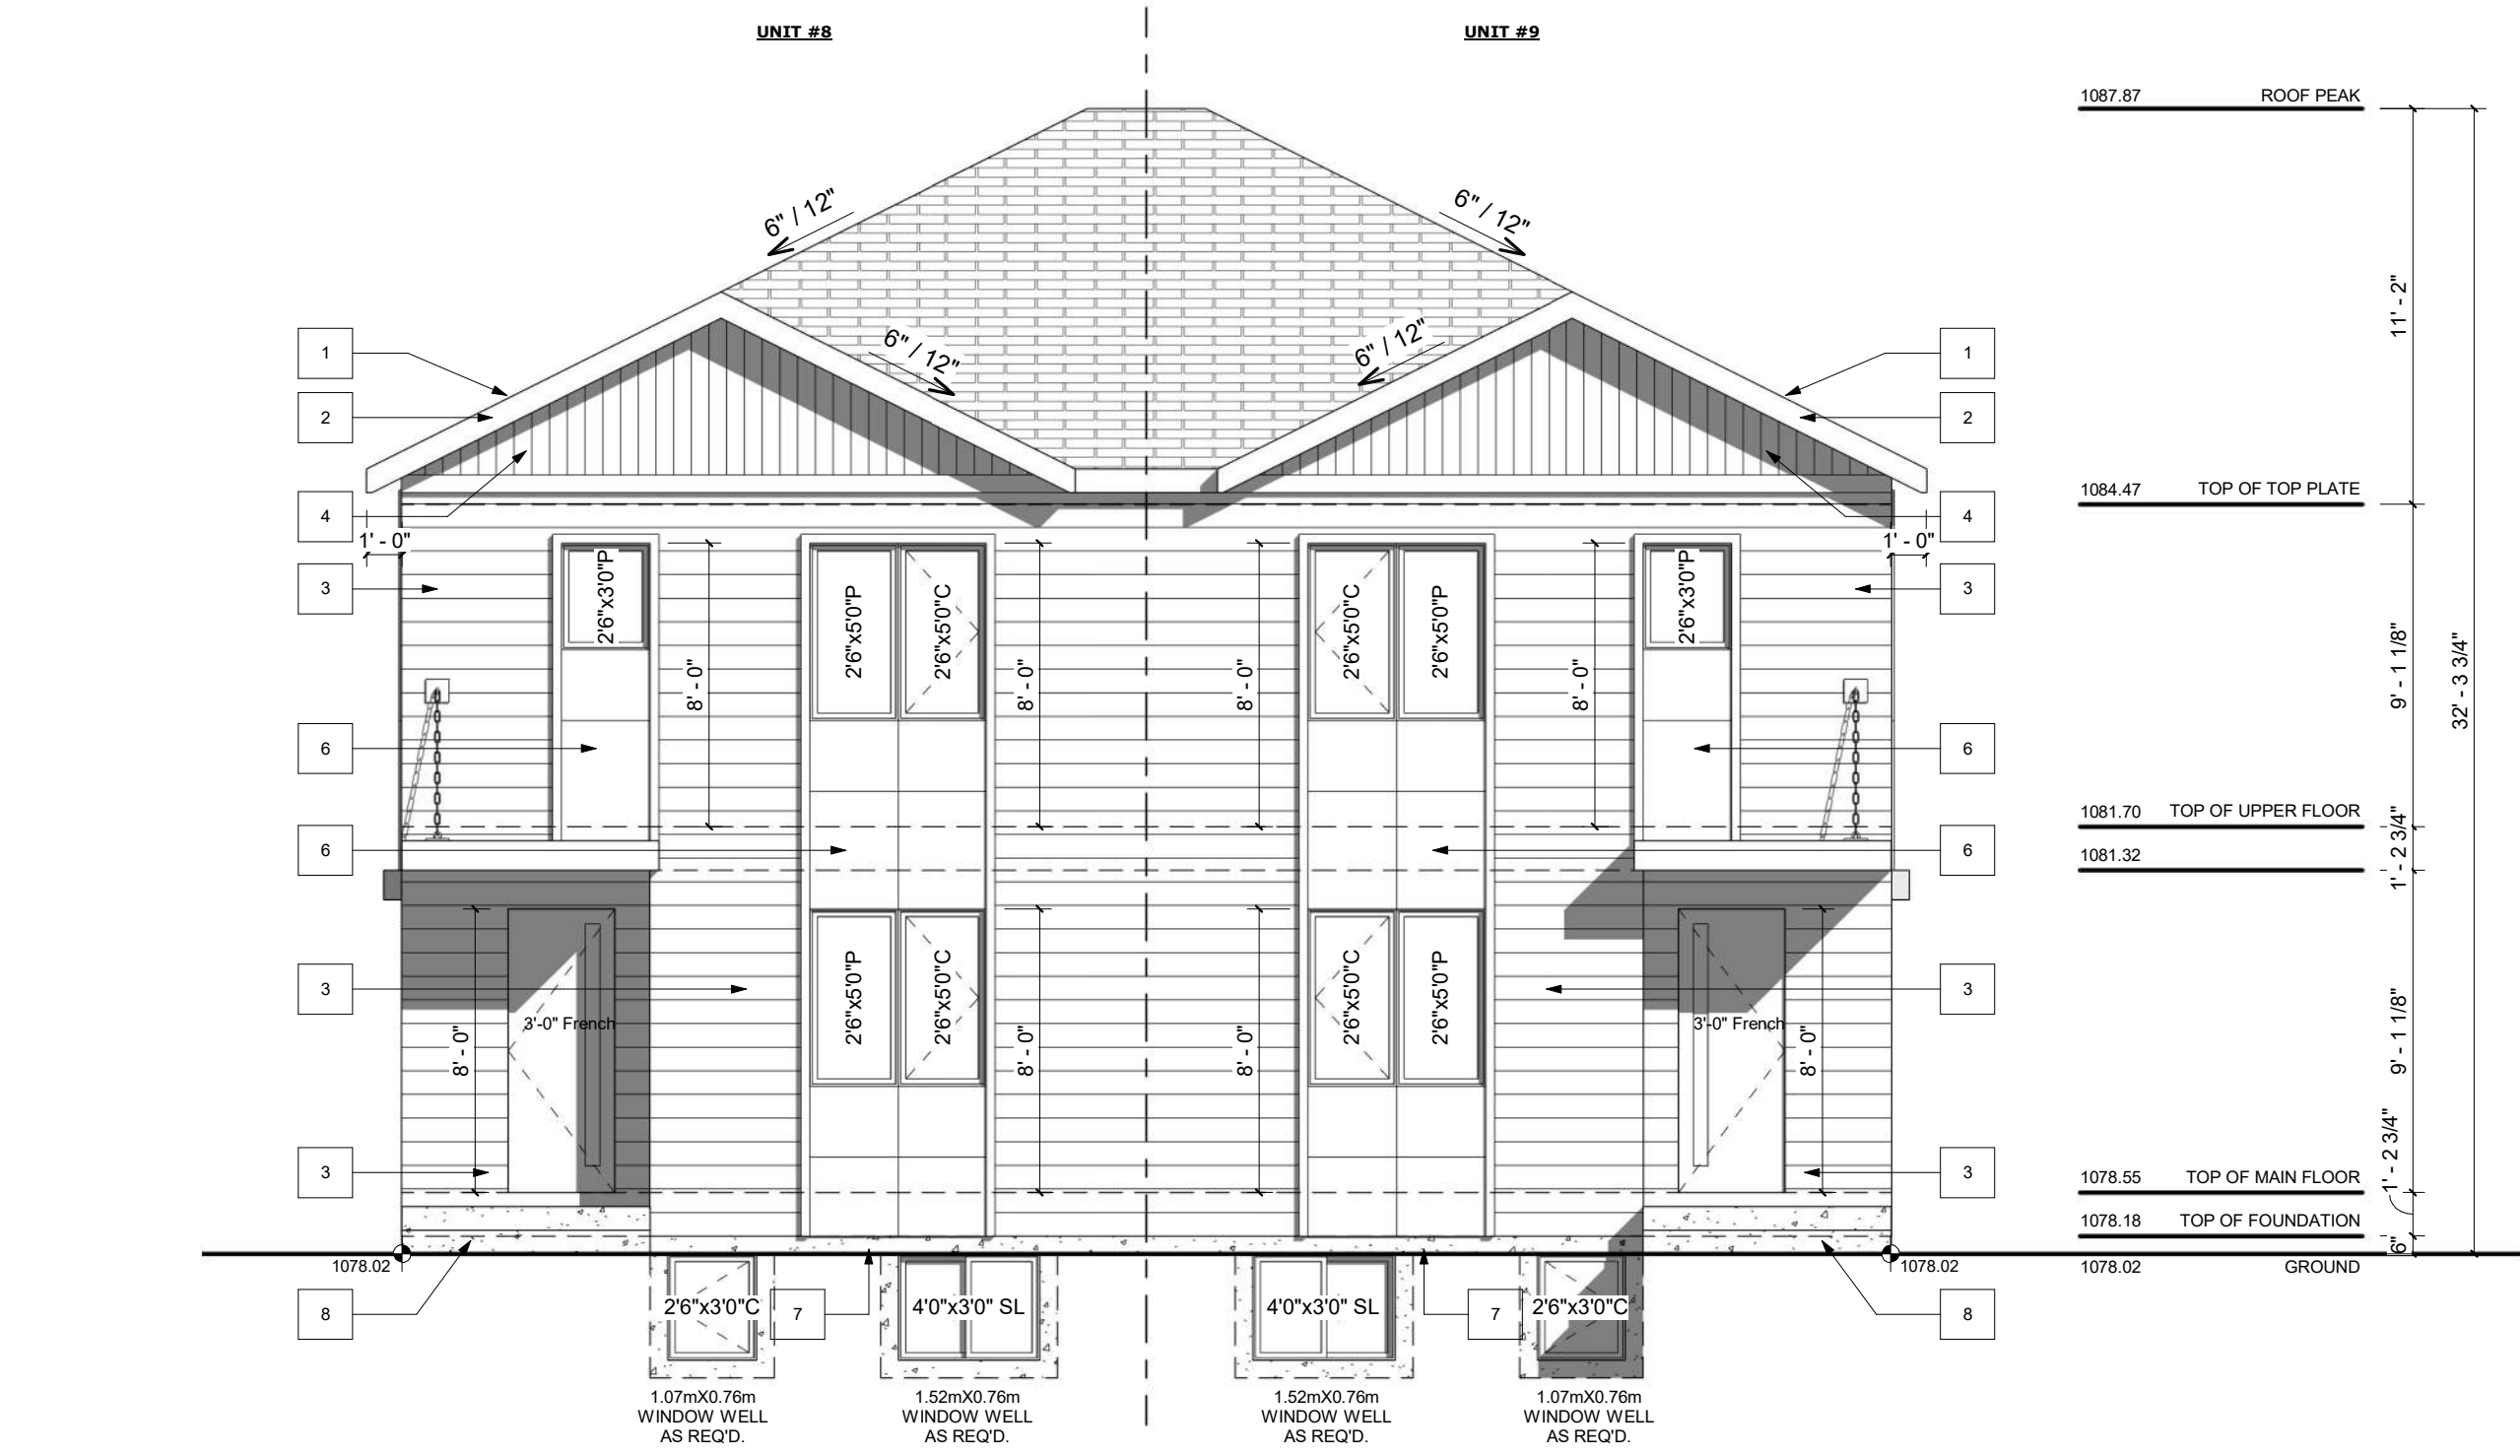 UNIT #8
UNIT #9
1087.87 ROOF PEAK
6" / 12"
6" / 12"
11' - 2"
6" / 12"
6" / 12"
1
1
2
2
1084.47 TOP OF TOP PLATE
4
4
1' - 0"
1' - 0"
3
3
2'6"x3'0"P
2'6"x5'0"P
2'6"x5'0"C
2'6"x5'0"C
2'6"x5'0"P
2'6"x3'0"P
8' - 0"
8' - 0"
8' - 0"
8' - 0"
9' - 1 1/8"
32' - 3 3/4"
6
6
1081.70 TOP OF UPPER FLOOR
6
6
1081.32
1' - 2 3/4"
2'6"x5'0"P
2'6"x5'0"C
2'6"x5'0"C
2'6"x5'0"P
3
3
3'-0" French
3'-0" French
8' - 0"
8' - 0"
8' - 0"
8' - 0"
9' - 1 1/8"
3
3
1078.55 TOP OF MAIN FLOOR
1' - 2 3/4"
1078.18 TOP OF FOUNDATION
6"
1078.02
1078.02
1078.02 GROUND
8
2'6"x3'0"C
7
4'0"x3'0" SL
4'0"x3'0" SL
7
2'6"x3'0"C
8
1.07mX0.76m
WINDOW WELL
AS REQ'D.
1.52mX0.76m
WINDOW WELL
AS REQ'D.
1.52mX0.76m
WINDOW WELL
AS REQ'D.
1.07mX0.76m
WINDOW WELL
AS REQ'D.